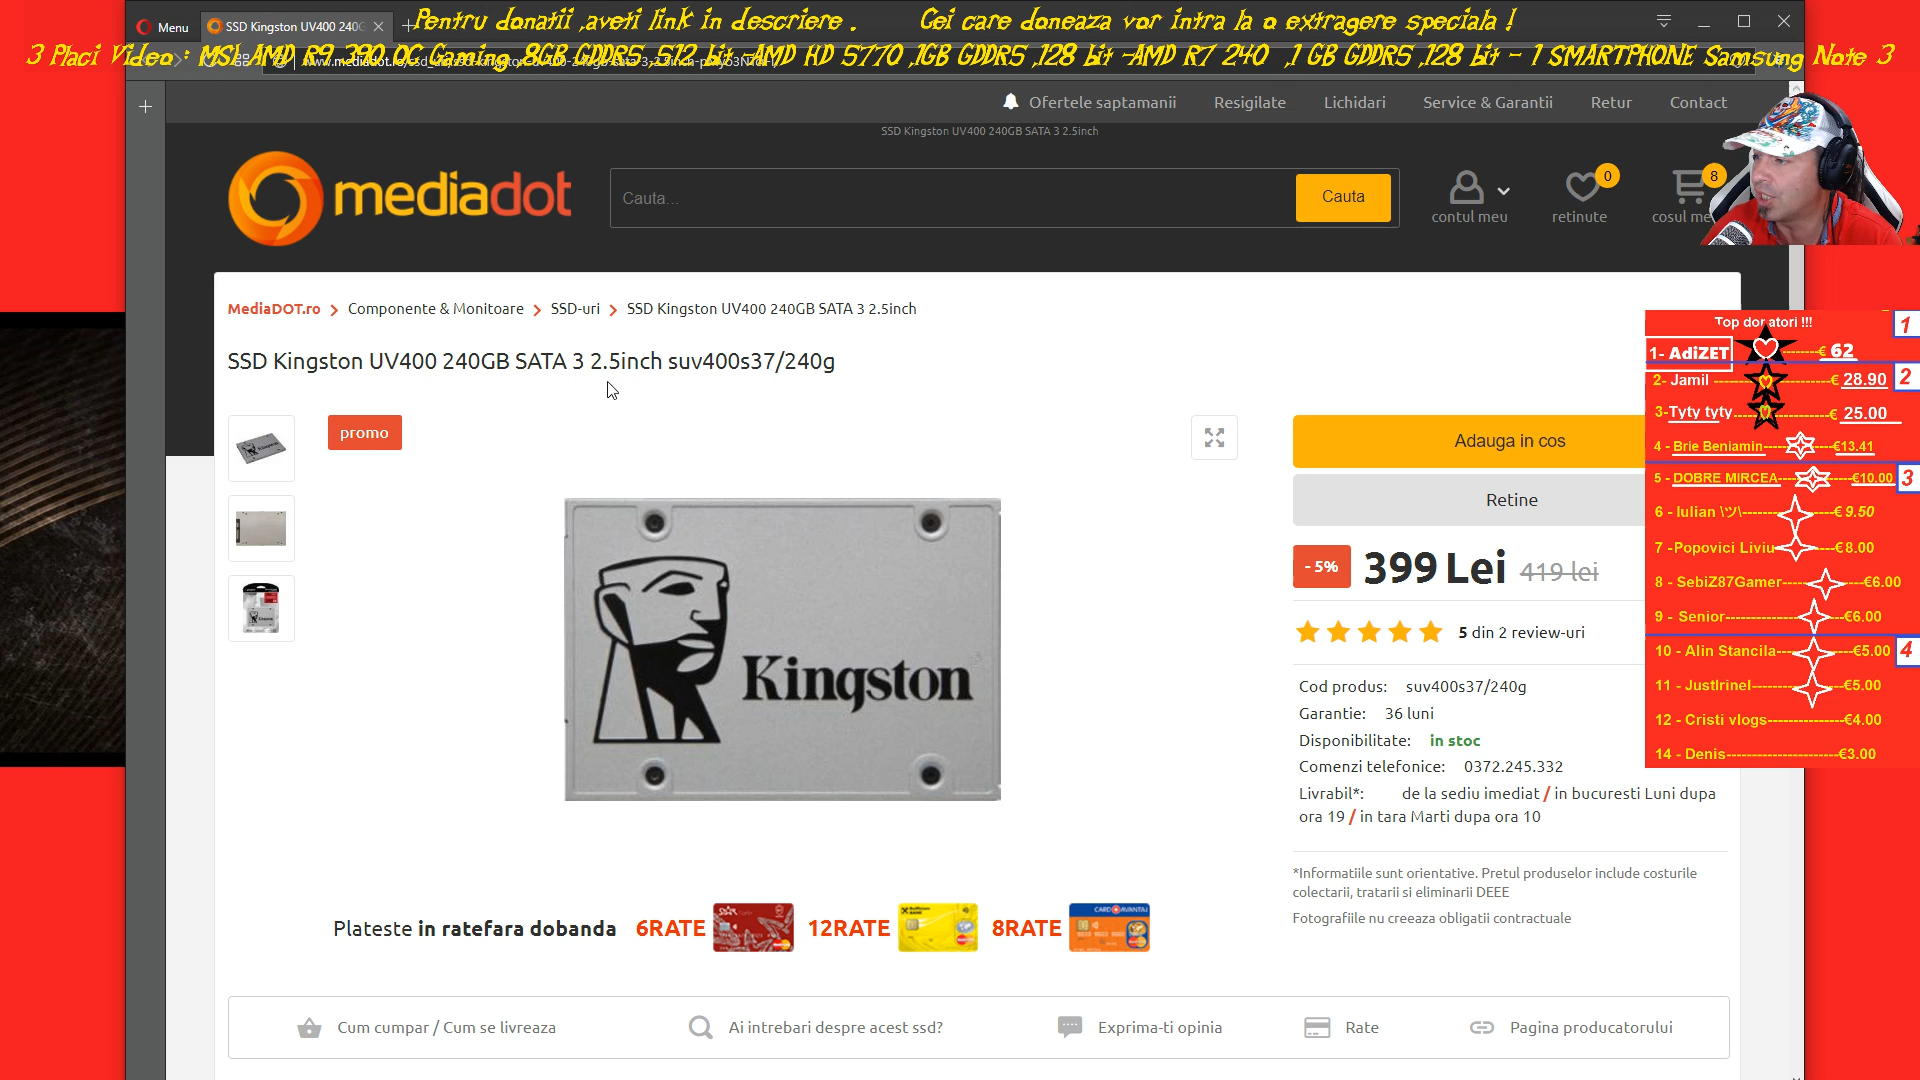 Pentru donatii ,aveti link in descriere . Cei care doneaza vor intra la o extragere speciala !
Menu
SSD Kingston UV400 240G
3 Placi Video : MSI AMD R9 390 OC Gaming 8GB GDDR5 ,512 bit -AMD HD 5770 ,1GB GDDR5 ,128 bit -AMD R7 240 ,1 GB GDDR5 ,128 bit - 1 SMARTPHONE Samsung Note 3
Ofertele saptamanii
Resigilate
Lichidari
Service & Garantii
Retur
Contact
SSD Kingston UV400 240GB SATA 3 2.5inch
mediadot
Cauta...
Cauta
contul meu
0
retinute
8
cosul me
MediaDOT.ro > Componente & Monitoare > SSD-uri > SSD Kingston UV400 240GB SATA 3 2.5inch
SSD Kingston UV400 240GB SATA 3 2.5inch suv400s37/240g
promo
Kingston
Adauga in cos
Retine
- 5% 399 Lei 419 lei
5 din 2 review-uri
Cod produs: suv400s37/240g
Garantie: 36 luni
Disponibilitate: in stoc
Comenzi telefonice: 0372.245.332
Livrabil*: de la sediu imediat / in bucuresti Luni dupa
ora 19 / in tara Marti dupa ora 10
*Informatiile sunt orientative. Pretul produselor include costurile
colectarii, tratarii si eliminarii DEEE
Fotografiile nu creeaza obligatii contractuale
Plateste in ratefara dobanda 6RATE 12RATE 8RATE
CARD AVANTAJ
Cum cumpar / Cum se livreaza
Ai intrebari despre acest ssd?
Exprima-ti opinia
Rate
Pagina producatorului
Top donatori !!!
1
1- AdiZET --------€ 62
2- Jamil ------------------------€ 28.90
2
3-Tyty tyty------------------€ 25.00
4 - Brie Beniamin------------€13.41
5 - DOBRE MIRCEA------------€10.00
3
6 - Iulian \ツ\----------------€ 9.50
7 -Popovici Liviu------------€8.00
8 - SebiZ87Gamer------------€6.00
9 - Senior----------------------€6.00
10 - Alin Stancila------------€5.00
4
11 - JustIrinel----------------€5.00
12 - Cristi vlogs---------------€4.00
14 - Denis----------------------€3.00